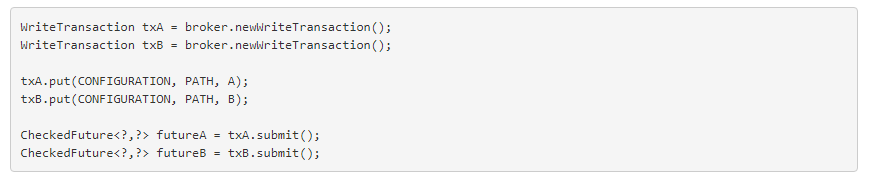 WriteTransaction txA = broker.newWriteTransaction();
WriteTransaction txB = broker.newWriteTransaction();
txA.put(CONFIGURATION, PATH, A);
txB.put(CONFIGURATION, PATH, B);
CheckedFuture<?,?> futureA = txA.submit();
CheckedFuture<?,?> futureB = txB.submit();